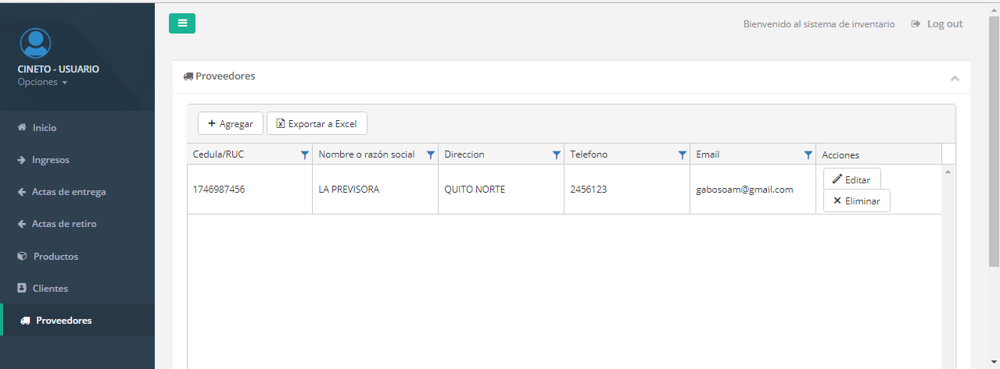 CINETO - USUARIO
Opciones
Inicio
Ingresos
Actas de entrega
Actas de retiro
Productos
Clientes
Proveedores
Bienvenido al sistema de inventario Log out
Proveedores
Agregar Exportar a Excel
Cedula/RUC Nombre o razón social Direccion Telefono Email Acciones
1746987456 LA PREVISORA QUITO NORTE 2456123 gabosoam@gmail.com Editar
Eliminar